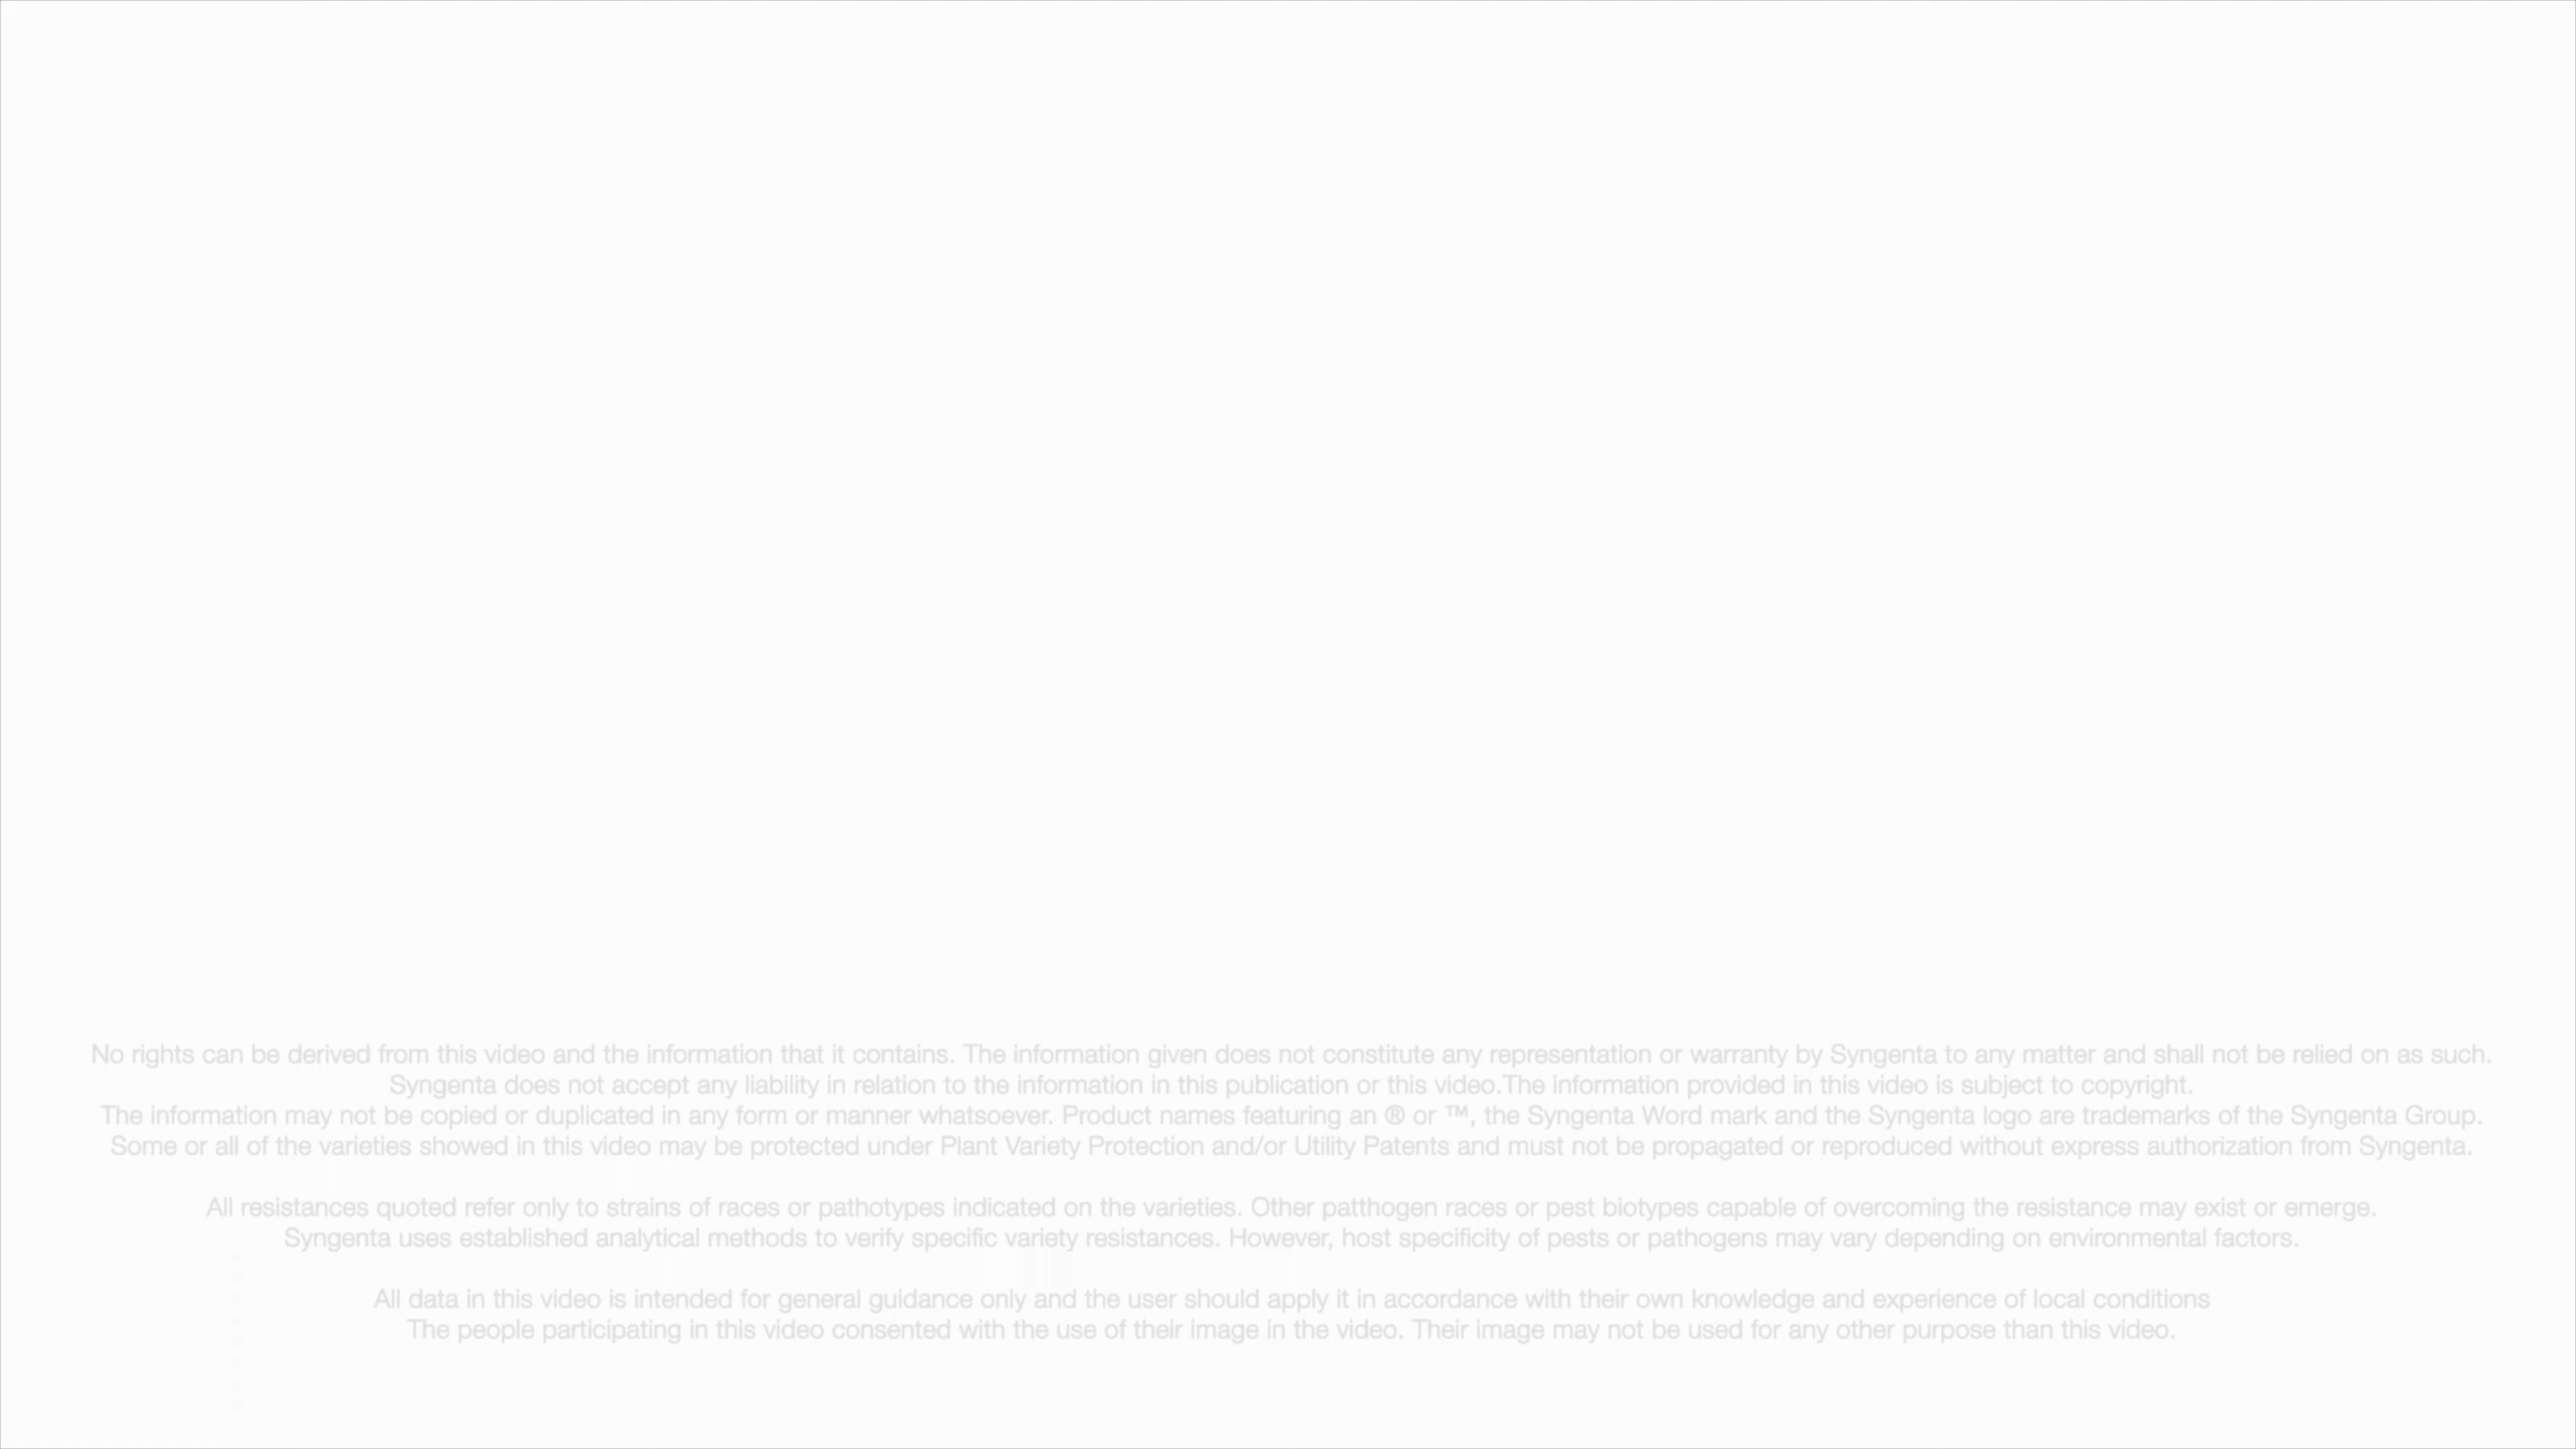 No rights can be derived from this video and the information that it contains. The information given does not constitute any representation or warranty by Syngenta to any matter and shall not be relied on as such.
Syngenta does not accept any liability in relation to the information in this publication or this video.The information provided in this video is subject to copyright.
The information may not be copied or duplicated in any form or manner whatsoever. Product names featuring an ® or ™, the Syngenta Word mark and the Syngenta logo are trademarks of the Syngenta Group.
Some or all of the varieties showed in this video may be protected under Plant Variety Protection and/or Utility Patents and must not be propagated or reproduced without express authorization from Syngenta.
All resistances quoted refer only to strains of races or pathotypes indicated on the varieties. Other patthogen races or pest biotypes capable of overcoming the resistance may exist or emerge.
Syngenta uses established analytical methods to verify specific variety resistances. However, host specificity of pests or pathogens may vary depending on environmental factors.
All data in this video is intended for general guidance only and the user should apply it in accordance with their own knowledge and experience of local conditions
The people participating in this video consented with the use of their image in the video. Their image may not be used for any other purpose than this video.